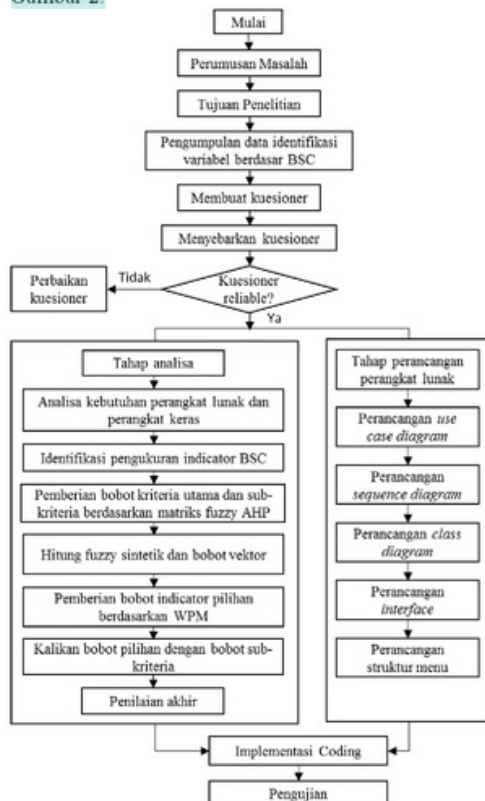 Gambar 2.
Mulai
Perumusan Masalah
Tujuan Penelitian
Pengumpulan data identifikasi
variabel berdasar BSC
Membuat kuesioner
Menyebarkan kuesioner
Perbaikan
kuesioner
Tidak
Kuesioner
reliable?
Ya
Tahap analisa
Analisa kebutuhan perangkat lunak dan
perangkat keras
Identifikasi pengukuran indicator BSC
Pemberian bobot kriteria utama dan sub-
kriteria berdasarkan matriks fuzzy AHP
Hitung fuzzy sintetik dan bobot vektor
Pemberian bobot indicator pilihan
berdasarkan WPM
Kalikan bobot pilihan dengan bobot sub-
kriteria
Penilaian akhir
Tahap perancangan
perangkat lunak
Perancangan use
case diagram
Perancangan
sequence diagram
Perancangan class
diagram
Perancangan
interface
Perancangan
struktur menu
Implementasi Coding
Pengujian